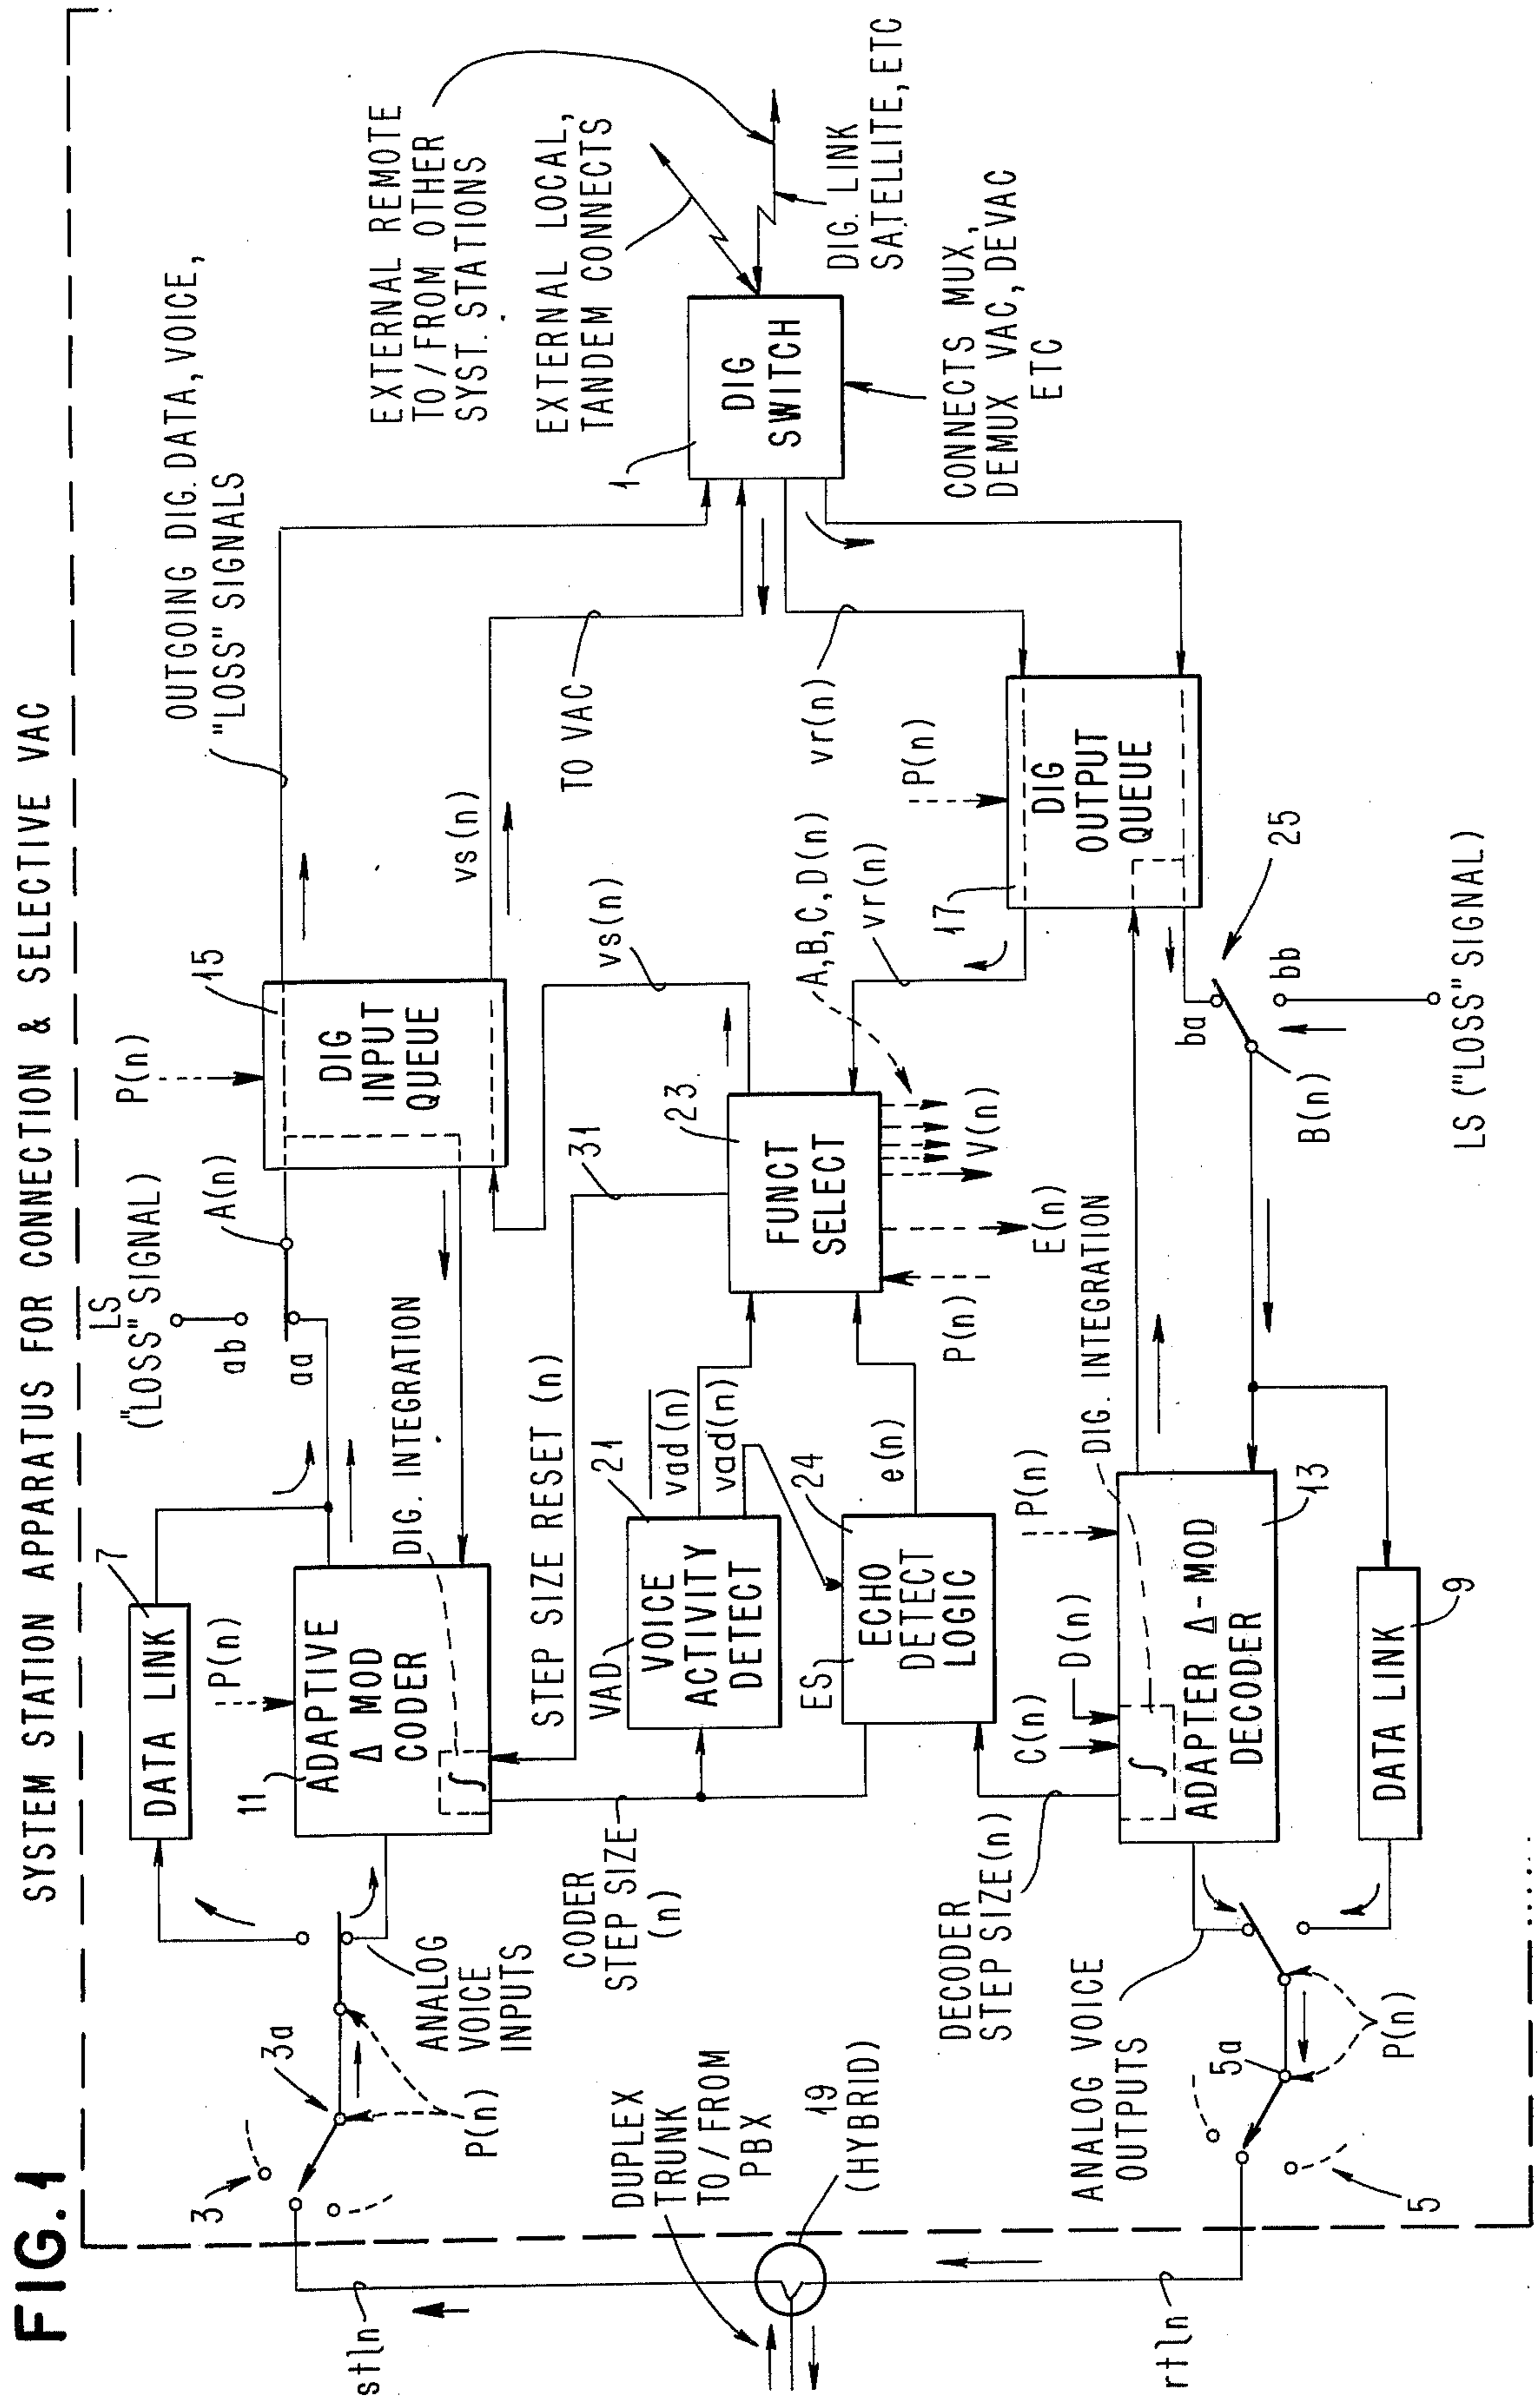 FIG. 1
SYSTEM STATION APPARATUS FOR CONNECTION & SELECTIVE VAC
3
3a
P(n)
ANALOG
VOICE
INPUTS
stln
DATA LINK
7
P(n)
11
ADAPTIVE
Δ MOD
CODER
∫
DIG. INTEGRATION
LS
("LOSS" SIGNAL)
ab
aa
A(n)
P(n)
15
DIG
INPUT
QUEUE
OUTGOING DIG. DATA, VOICE,
"LOSS" SIGNALS
vs(n)
TO VAC
vs(n)
CODER
STEP SIZE
(n)
STEP SIZE RESET (n)
31
VAD
21
VOICE
ACTIVITY
DETECT
vad(n)
vad(n)
ES
24
ECHO
DETECT
LOGIC
e(n)
23
FUNCT
SELECT
P(n)
E(n)
V(n)
A,B,C,D(n)
vr(n)
vr(n)
1
DIG
SWITCH
EXTERNAL REMOTE
TO/FROM OTHER
SYST. STATIONS
EXTERNAL LOCAL,
TANDEM CONNECTS
DIG. LINK
SATELLITE, ETC
CONNECTS MUX,
DEMUX VAC, DEVAC
ETC
DUPLEX
TRUNK
TO/FROM
PBX
19
(HYBRID)
DECODER
STEP SIZE(n)
C(n)
D(n)
P(n)
DIG. INTEGRATION
∫
ADAPTER Δ-MOD
DECODER
13
17
P(n)
DIG
OUTPUT
QUEUE
ba
bb
25
B(n)
LS ("LOSS" SIGNAL)
ANALOG VOICE
OUTPUTS
5a
P(n)
5
DATA LINK
9
rtln